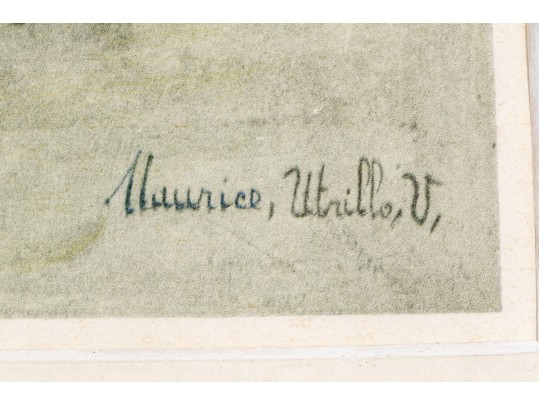 Maurice, Utrillo, V,